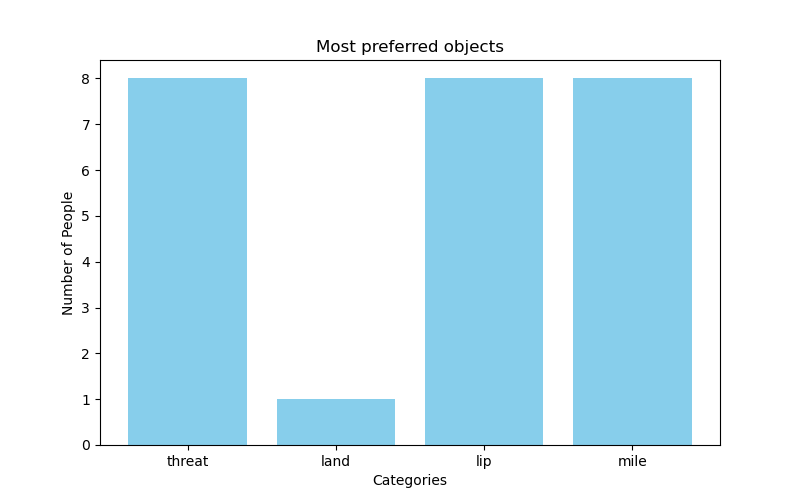 Most preferred objects
Number of People
8
7
6
5
4
3
2
1
0
threat land lip mile
Categories